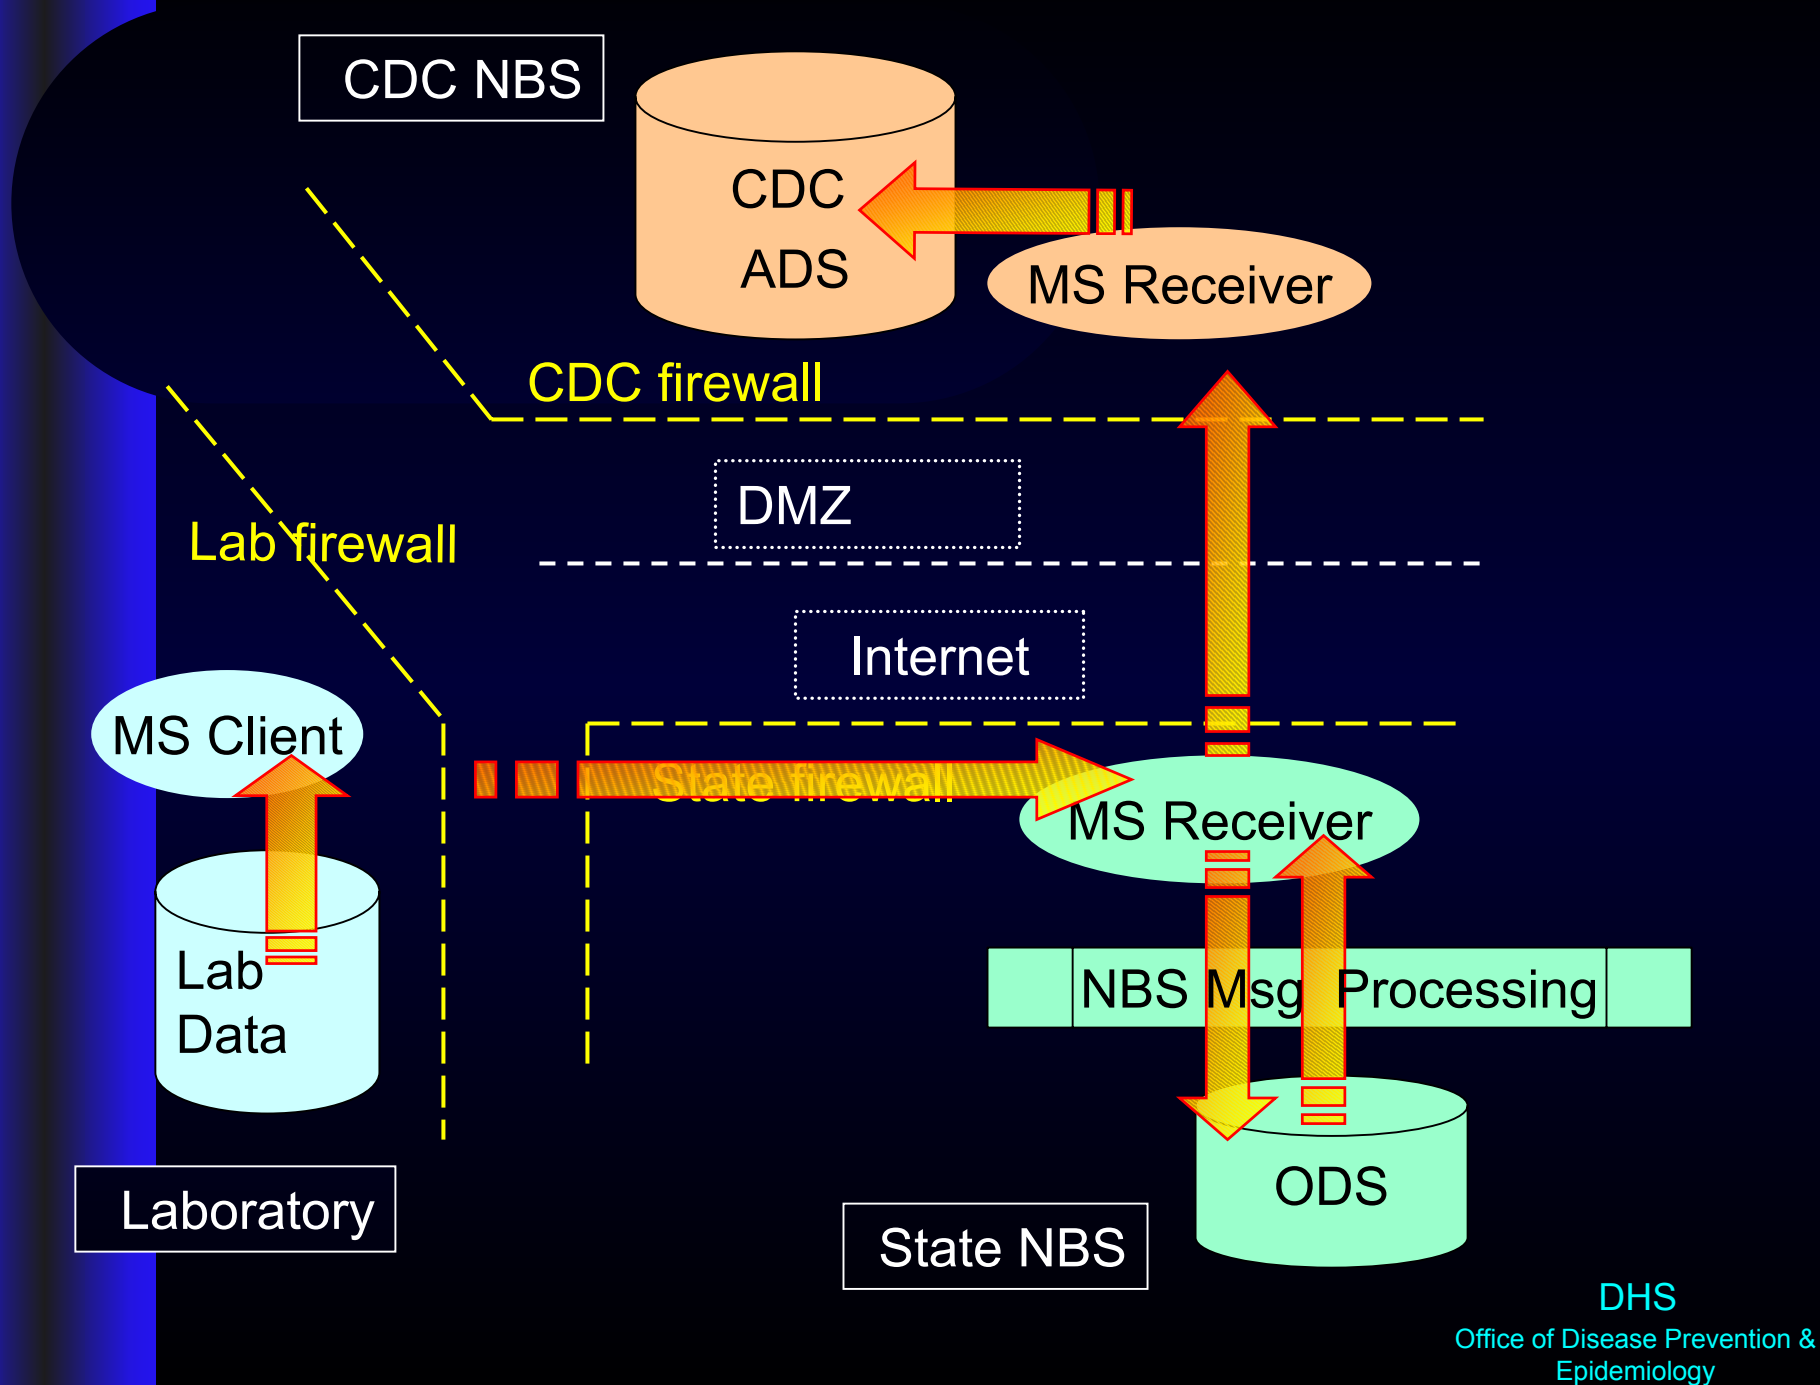 CDC NBS
CDC
ADS
MS Receiver
CDC firewall
DMZ
Lab firewall
Internet
MS Client
State firewall
MS Receiver
Lab
Data
NBS Msg Processing
ODS
Laboratory
State NBS
DHS
Office of Disease Prevention &
Epidemiology